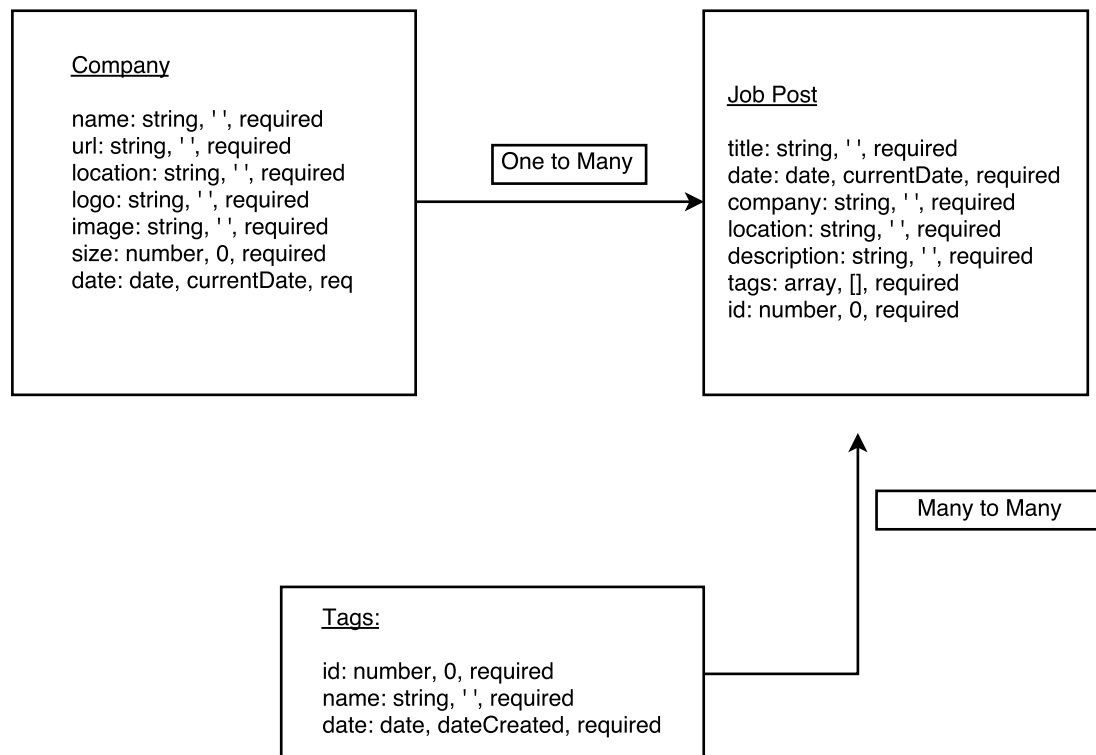 Company
name: string, ' ', required
url: string, ' ', required
location: string, ' ', required
logo: string, ' ', required
image: string, ' ', required
size: number, 0, required
date: date, currentDate, req
One to Many
Job Post
title: string, ' ', required
date: date, currentDate, required
company: string, ' ', required
location: string, ' ', required
description: string, ' ', required
tags: array, [], required
id: number, 0, required
Many to Many
Tags:
id: number, 0, required
name: string, ' ', required
date: date, dateCreated, required